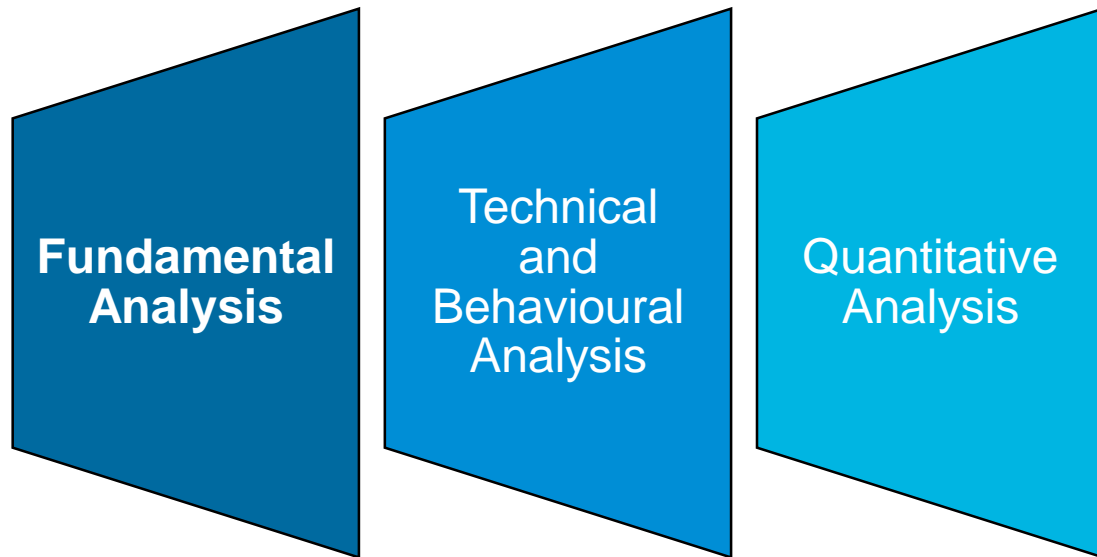 Fundamental
Analysis
Technical
and
Behavioural
Analysis
Quantitative
Analysis